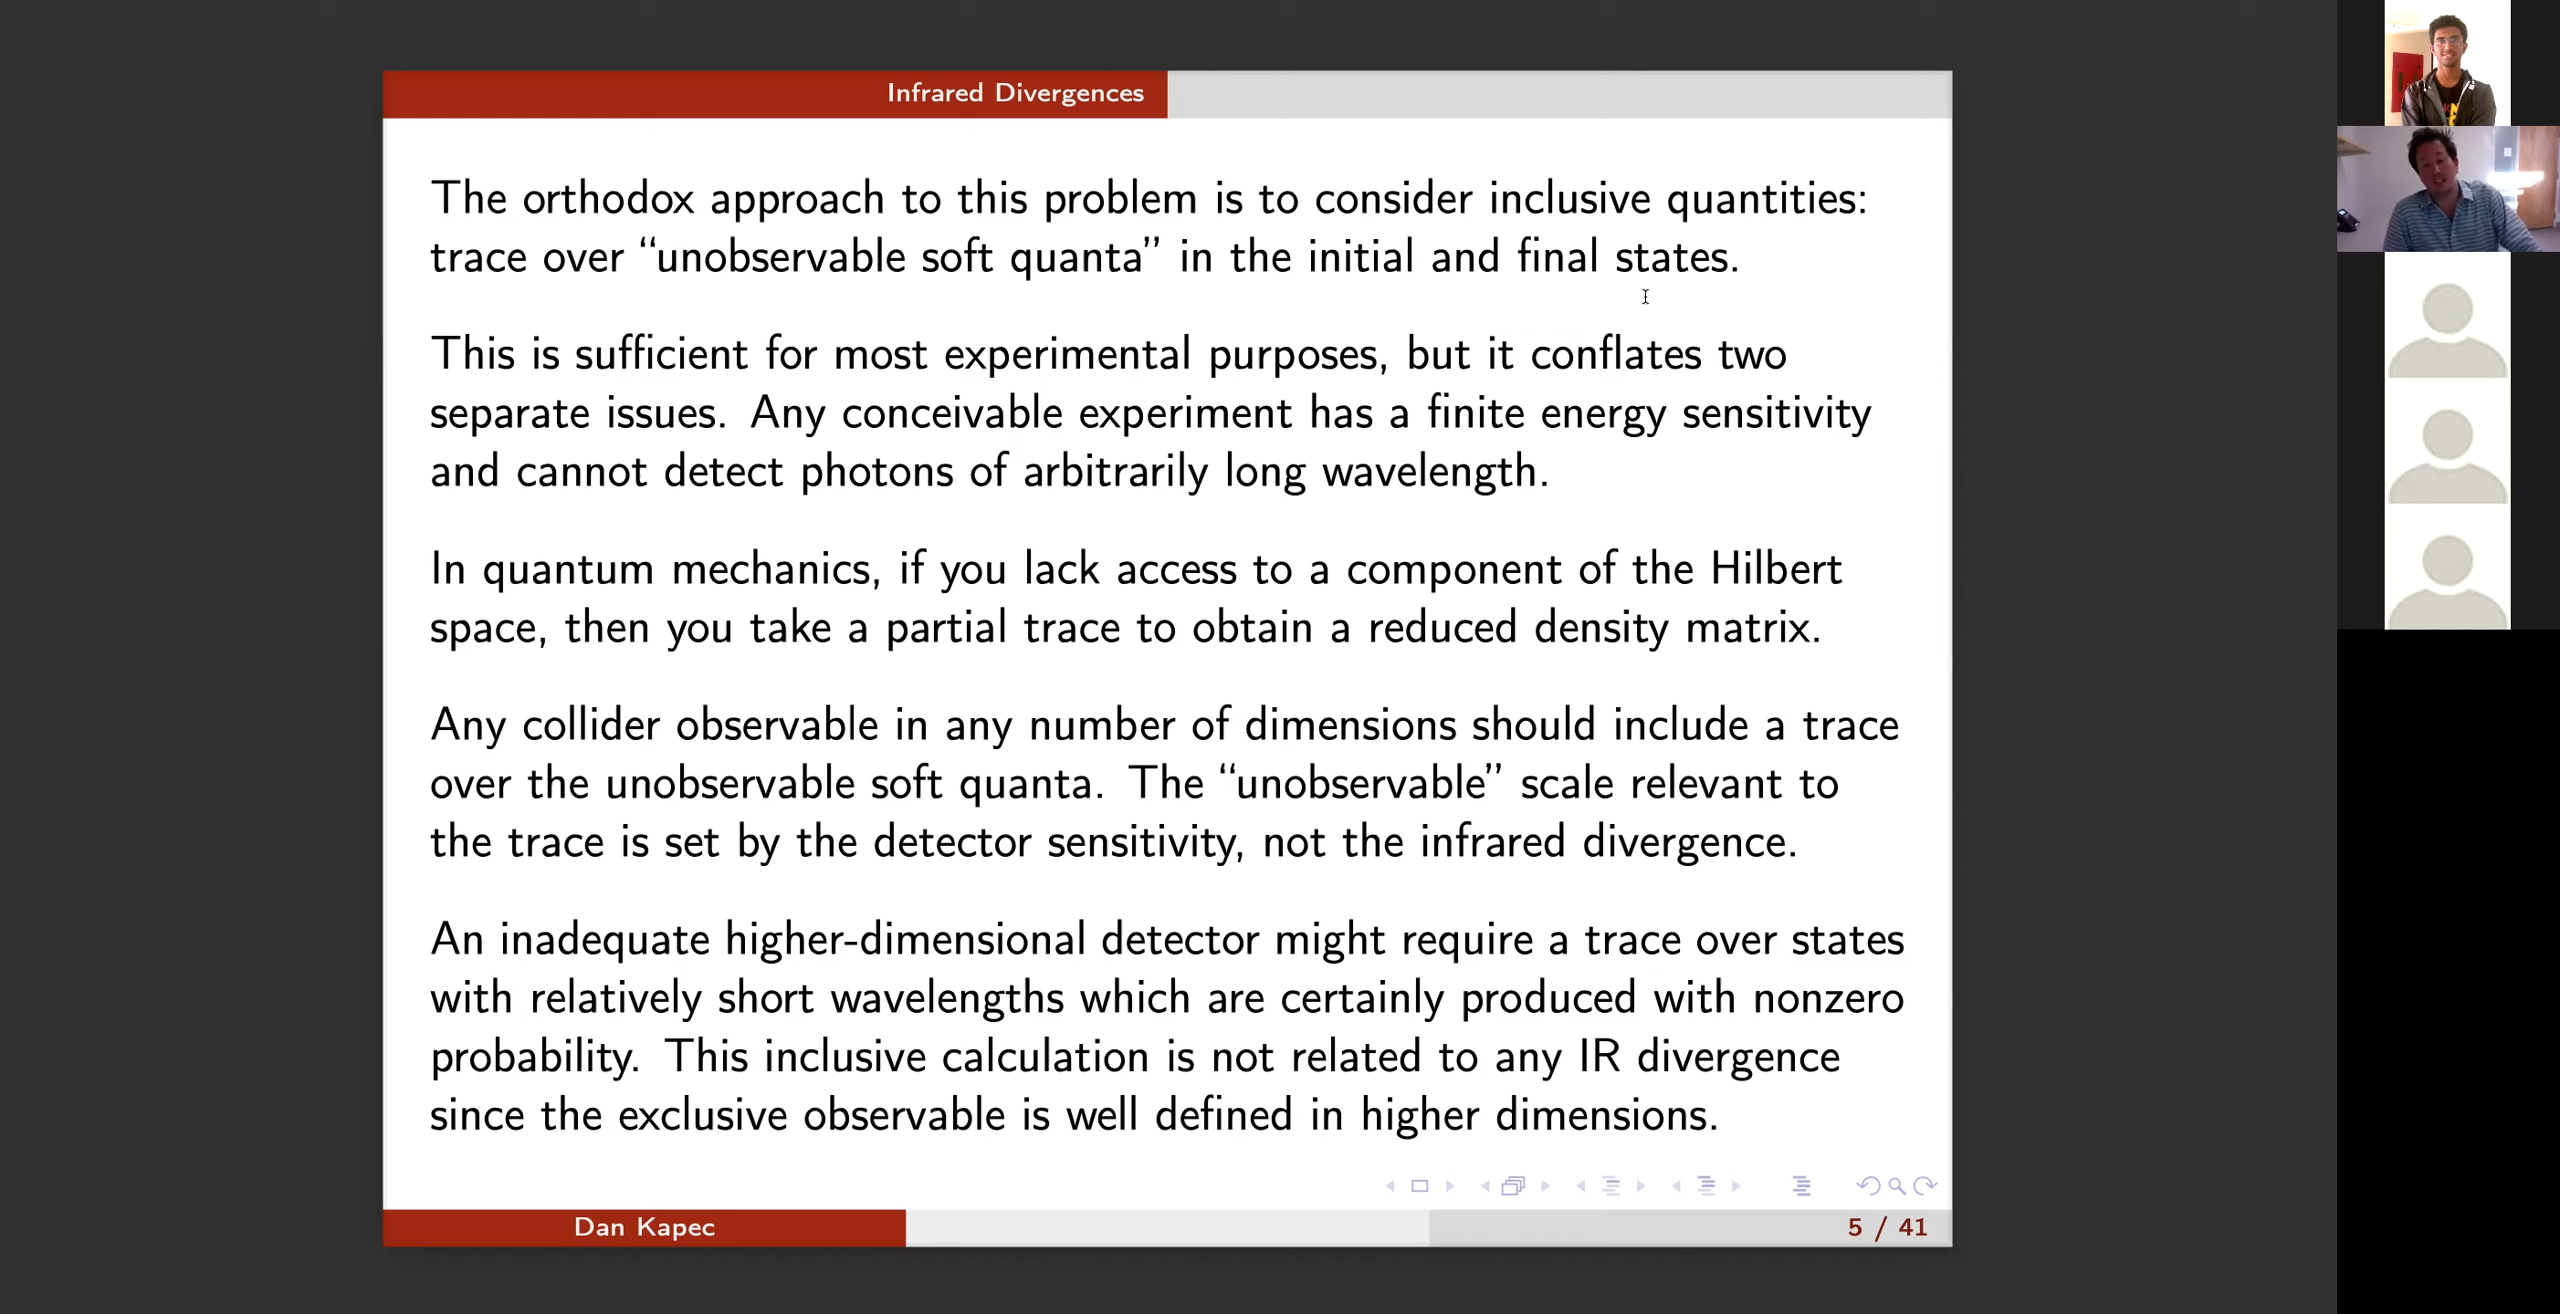 Infrared Divergences
The orthodox approach to this problem is to consider inclusive quantities:
trace over “unobservable soft quanta” in the initial and final states.
This is sufficient for most experimental purposes, but it conflates two
separate issues. Any conceivable experiment has a finite energy sensitivity
and cannot detect photons of arbitrarily long wavelength.
In quantum mechanics, if you lack access to a component of the Hilbert
space, then you take a partial trace to obtain a reduced density matrix.
Any collider observable in any number of dimensions should include a trace
over the unobservable soft quanta. The “unobservable” scale relevant to
the trace is set by the detector sensitivity, not the infrared divergence.
An inadequate higher-dimensional detector might require a trace over states
with relatively short wavelengths which are certainly produced with nonzero
probability. This inclusive calculation is not related to any IR divergence
since the exclusive observable is well defined in higher dimensions.
Dan Kapec
5 / 41